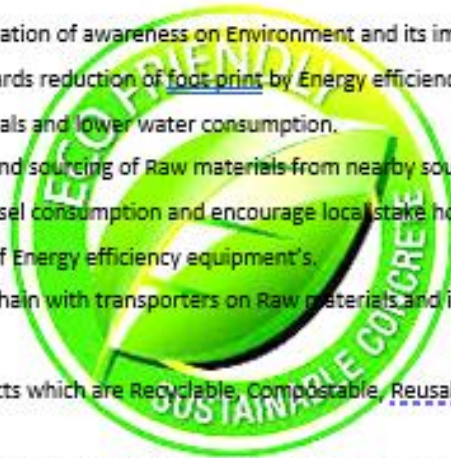 ation of awareness on Environment and its im
rds reduction of foot print by Energy efficienc
als and lower water consumption.
nd sourcing of Raw materials from nearby sou
sel consumption and encourage local stake ho
f Energy efficiency equipment's.
hain with transporters on Raw materials and i
cts which are Recyclable, Compostable, Reusal
ECO FRIENDLY
SUSTAINABLE CONCRETE